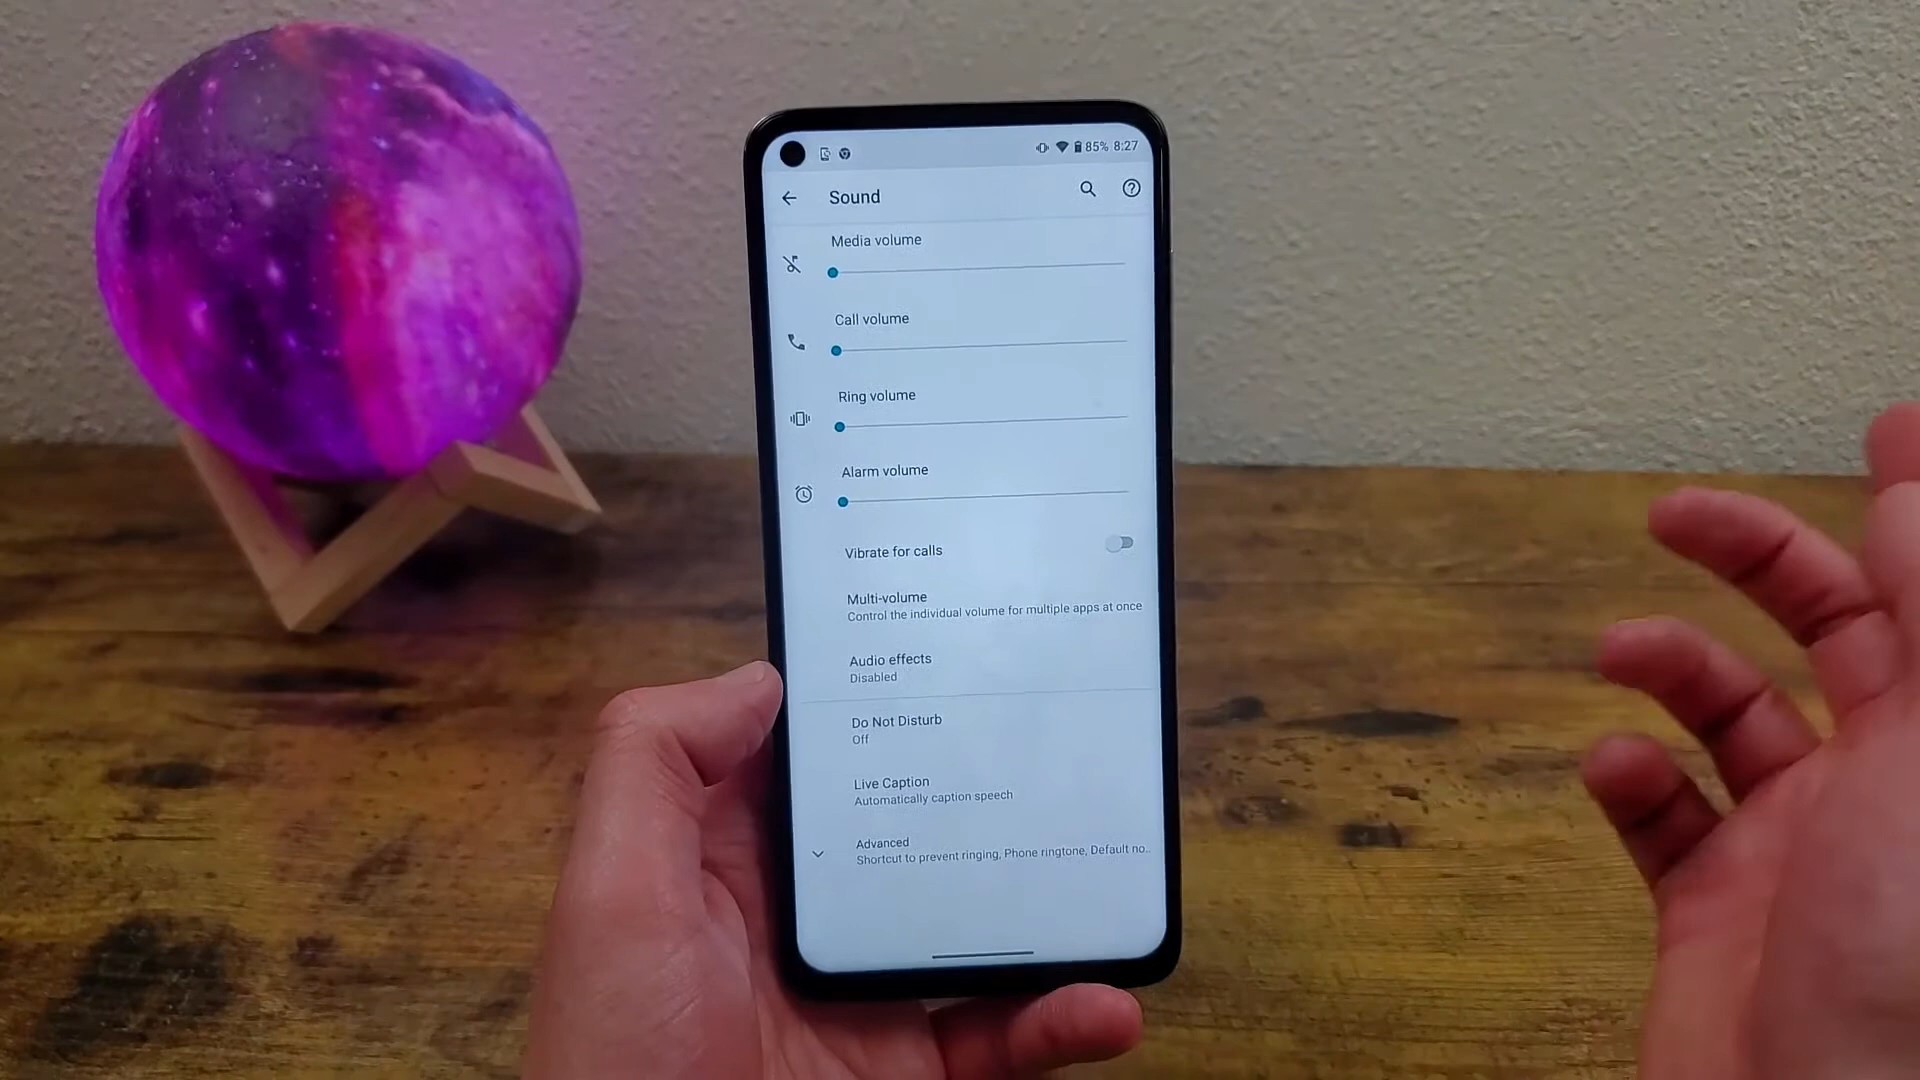 85% 8:27
Sound
Media volume
Call volume
Ring volume
Alarm volume
Vibrate for calls
Multi-volume
Control the individual volume for multiple apps at once
Audio effects
Disabled
Do Not Disturb
Off
Live Caption
Automatically caption speech
Advanced
Shortcut to prevent ringing, Phone ringtone, Default no..